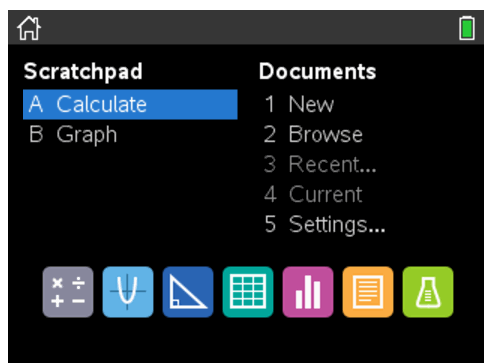 Scratchpad
A Calculate
B Graph
Documents
1 New
2 Browse
3 Recent...
4 Current
5 Settings...